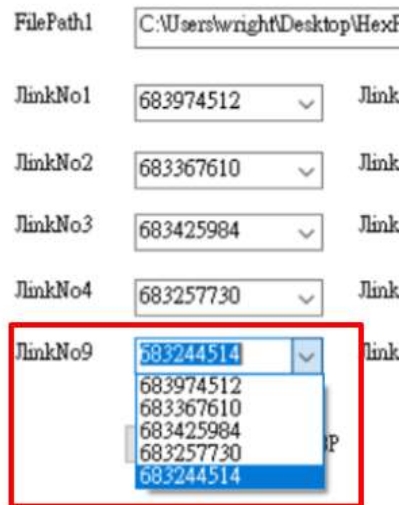 FilePath1 C:\Users\wright\Desktop\HexF
JlinkNo1 683974512 Jlink
JlinkNo2 683367610 Jlink
JlinkNo3 683425984 Jlink
JlinkNo4 683257730 Jlink
JlinkNo9 683244514 Jlink
683974512
683367610
683425984 P
683257730
683244514